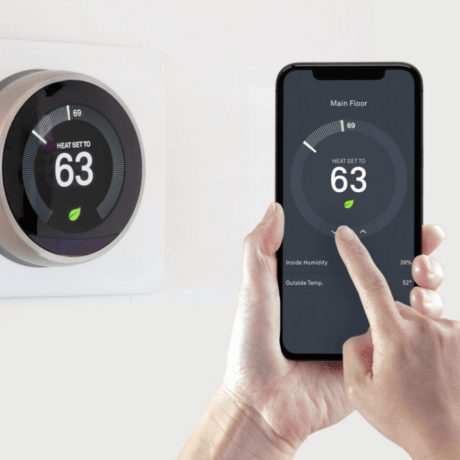 69
HEAT SET TO
63
Main Floor
69
HEAT SET TO
63
Inside Humidity 39%
Outside Temp. 52°